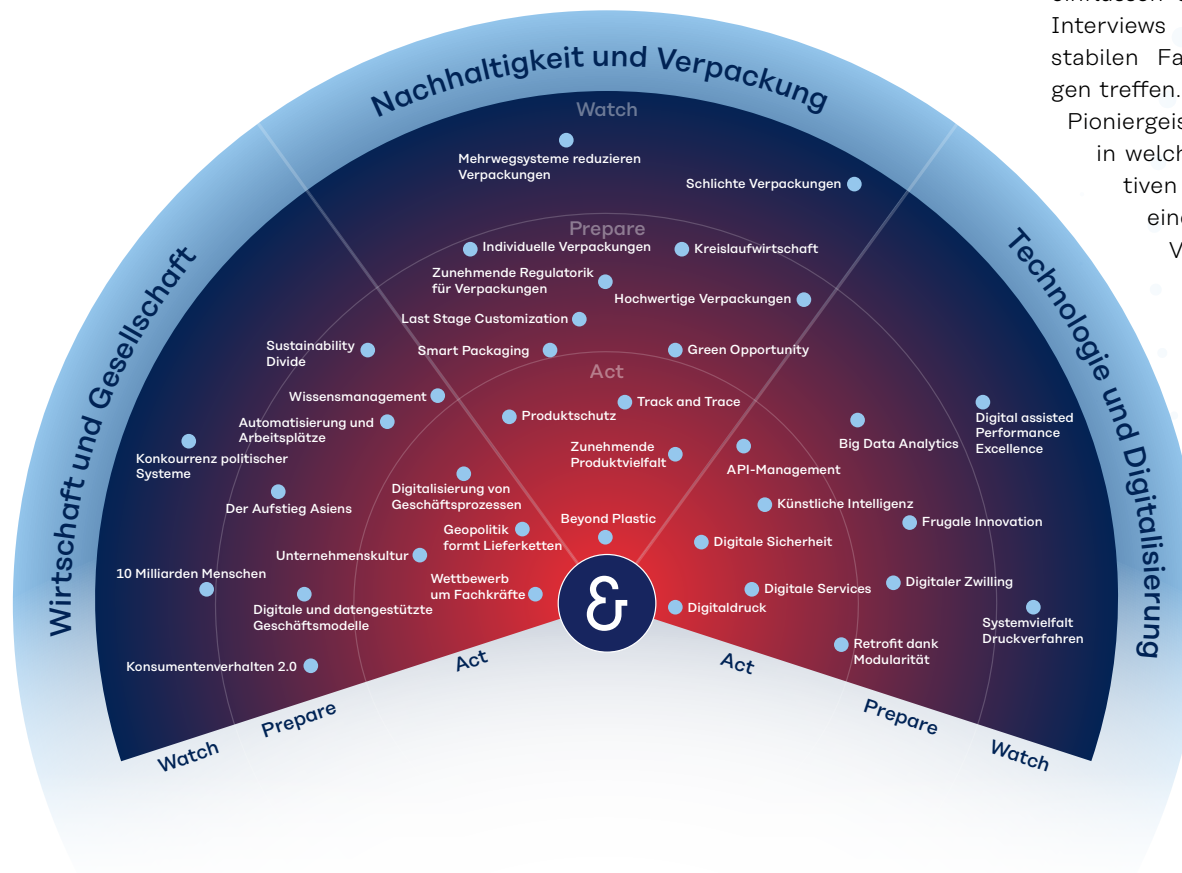 einflüssen
Interviews
stabilen Fa
gen treffen.
Pioniergeis
in welch
tiven
eine
V
Nachhaltigkeit und Verpackung
Wirtschaft und Gesellschaft
Technologie und Digitalisierung
Watch
Mehrwegsysteme reduzieren
Verpackungen
Schlichte Verpackungen
Prepare
Individuelle Verpackungen
Kreislaufwirtschaft
Zunehmende Regulatorik
für Verpackungen
Hochwertige Verpackungen
Last Stage Customization
Smart Packaging
Green Opportunity
Act
Track and Trace
Produktschutz
Zunehmende
Produktvielfalt
Beyond Plastic
Sustainability
Divide
Wissensmanagement
Automatisierung und
Arbeitsplätze
Konkourrenz politischer
Systeme
Der Aufstieg Asiens
Digitalisierung von
Geschäftsprozessen
Geopolitik
formt Lieferketten
Unternehmenskultur
10 Milliarden Menschen
Wettbewerb
um Fachkräfte
Digitale und datengestützte
Geschäftsmodelle
Konsumentenverhalten 2.0
Digital assisted
Performance
Excellence
Big Data Analytics
API-Management
Künstliche Intelligenz
Frugale Innovation
Digitale Sicherheit
Digitaler Zwilling
Digitale Services
Digitaldruck
Systemvielfalt
Druckverfahren
Retrofit dank
Modularität
&
Act
Prepare
Watch
Act
Prepare
Watch